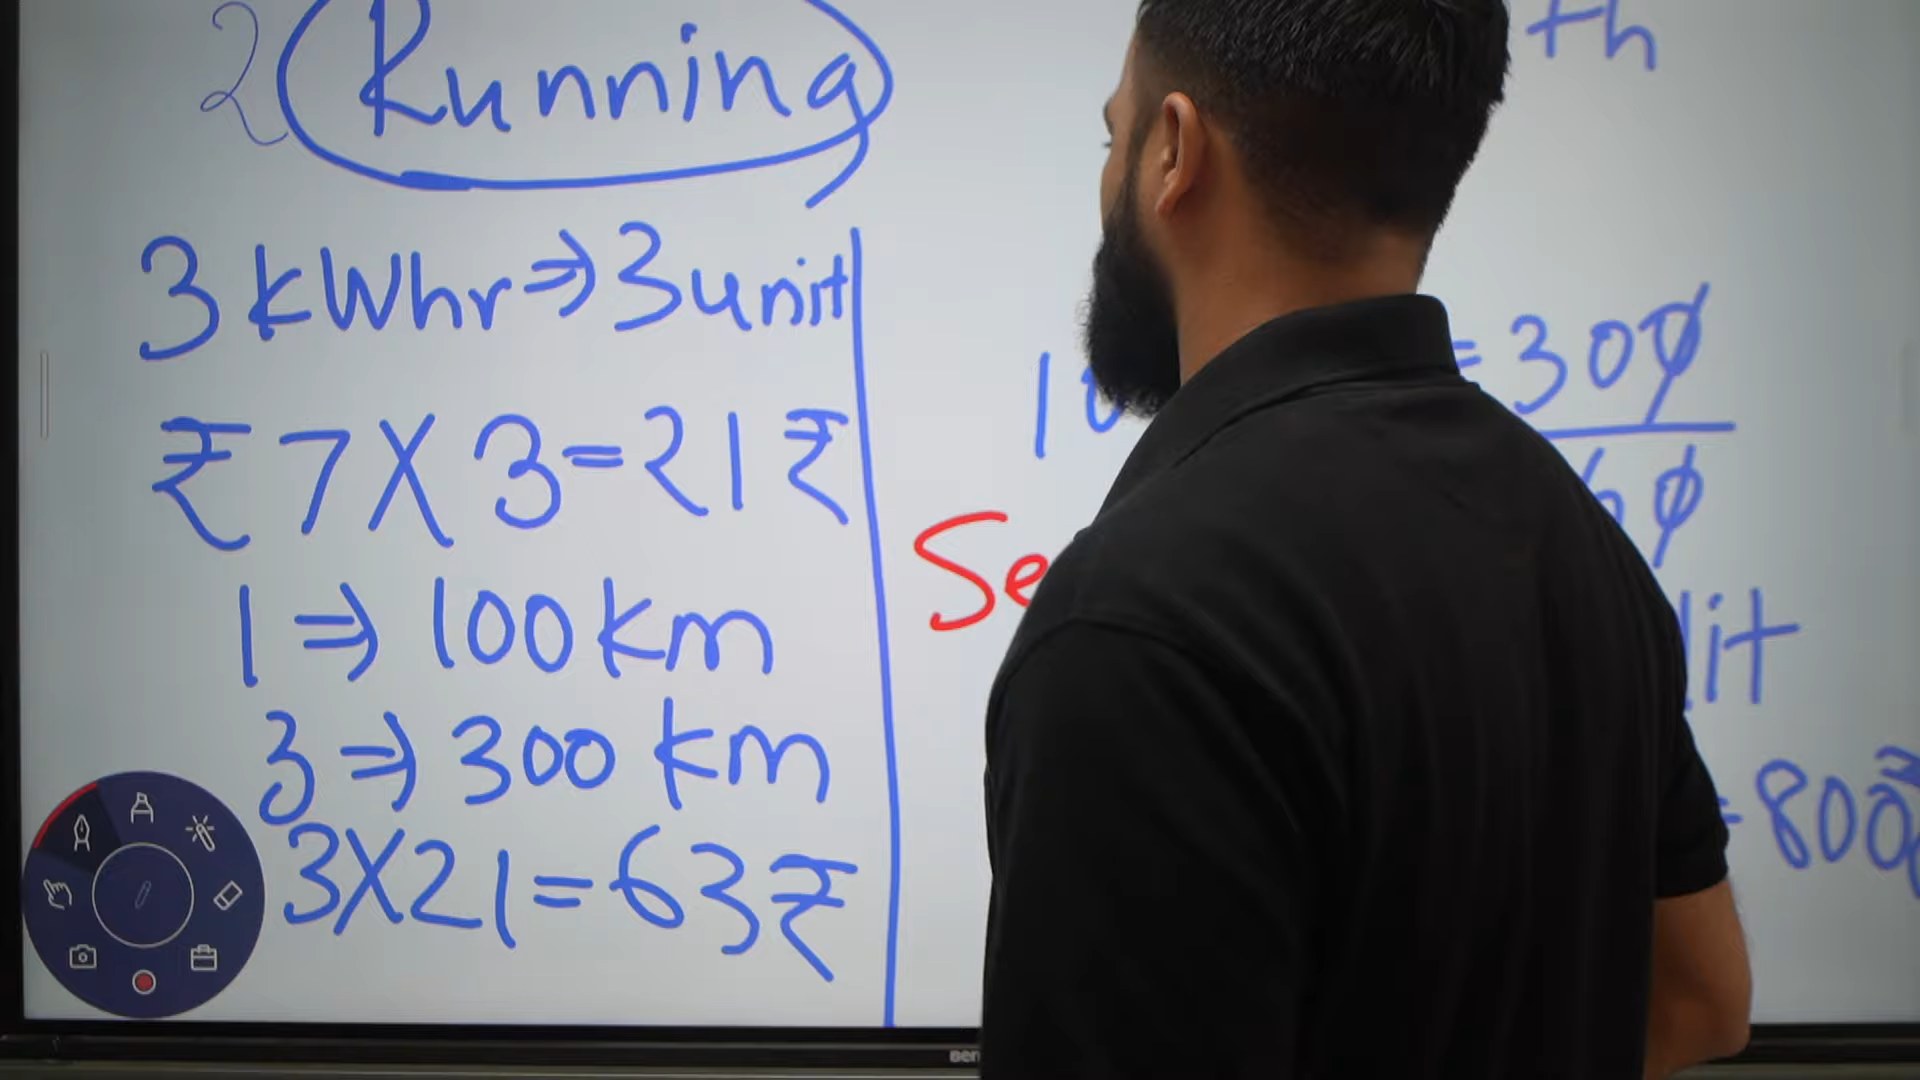 2 Running
3 kWhr ⇒ 3 unit
₹ 7 X 3 = 21 ₹
1 ⇒ 100 km
3 ⇒ 300 km
3 X 21 = 63 ₹
th
= 300
60
lit
= 800